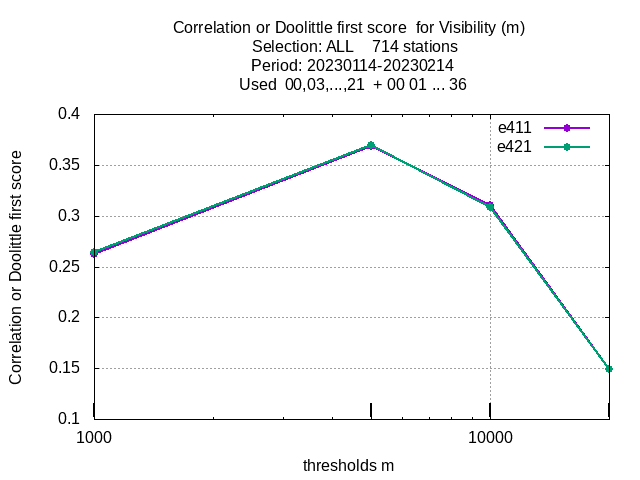 Correlation or Doolittle first score  for Visibility (m)
Selection: ALL    714 stations
Period: 20230114-20230214
Used  00,03,...,21  + 00 01 ... 36
e411
e421
0.4
0.35
0.3
0.25
0.2
0.15
0.1
Correlation or Doolittle first score
1000
10000
thresholds m